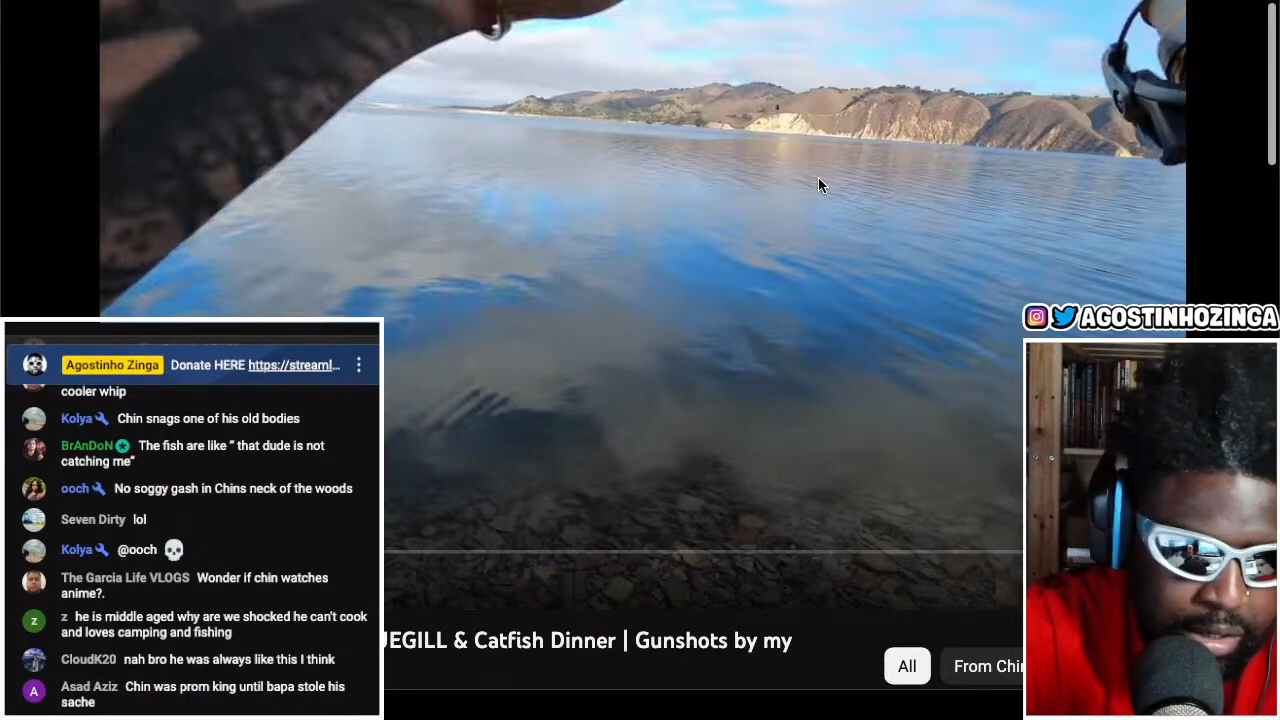 AGOSTINHOZINGA
Agostinho Zinga Donate HERE https://streaml...
cooler whip
Kolya Chin snags one of his old bodies
BrAnDoN The fish are like “ that dude is not
catching me“
ooch No soggy gash in Chins neck of the woods
Seven Dirty lol
Kolya @ooch
The Garcia Life VLOGS Wonder if chin watches
anime?.
z he is middle aged why are we shocked he can't cook
and loves camping and fishing
CloudK20 nah bro he was always like this I think
A Asad Aziz Chin was prom king until bapa stole his
sache
UEGILL & Catfish Dinner | Gunshots by my
All From Chi